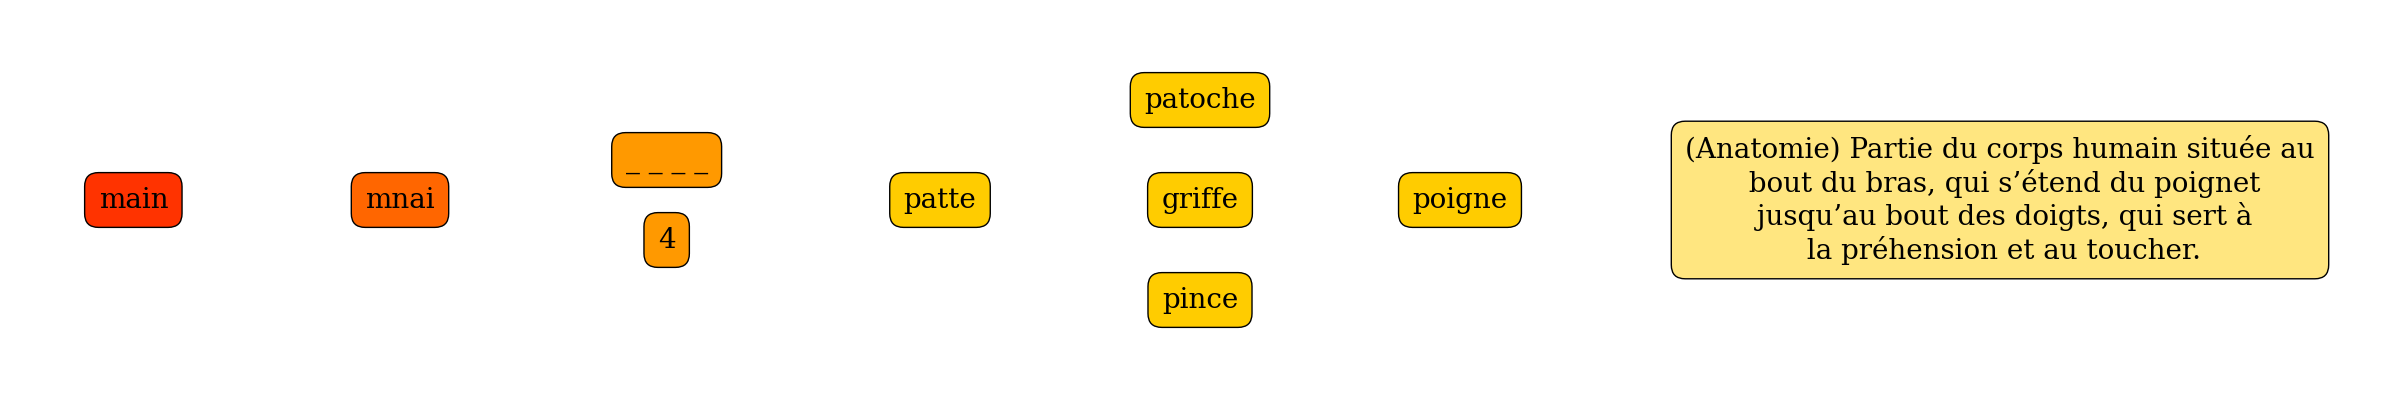 main
mnai
_ _ _ _
4
patte
patoche
griffe
pince
poigne
(Anatomie) Partie du corps humain située au
bout du bras, qui s’étend du poignet
jusqu’au bout des doigts, qui sert à
la préhension et au toucher.